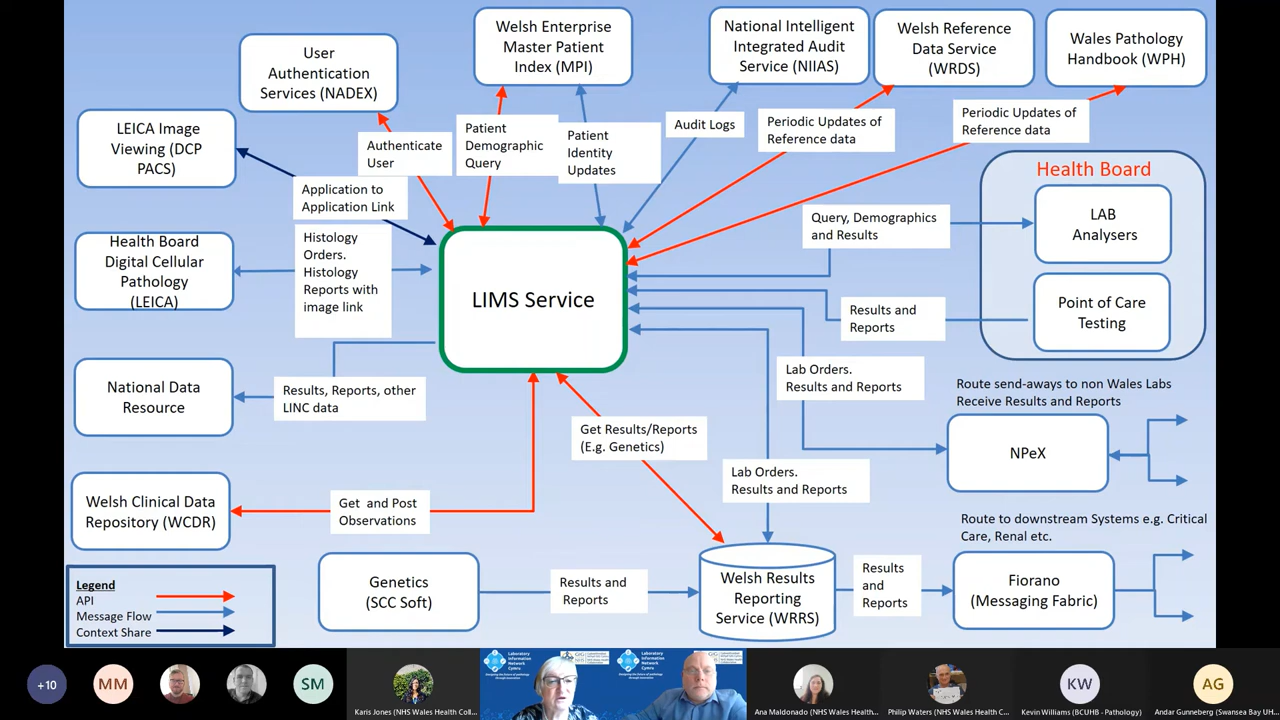 User
Authentication
Services (NADEX)
Welsh Enterprise
Master Patient
Index (MPI)
National Intelligent
Integrated Audit
Service (NIIAS)
Welsh Reference
Data Service
(WRDS)
Wales Pathology
Handbook (WPH)
LEICA Image
Viewing (DCP
PACS)
Authenticate
User
Patient
Demographic
Query
Patient
Identity
Updates
Audit Logs
Periodic Updates of
Reference data
Periodic Updates of
Reference data
Application to
Application Link
Health Board
LAB
Analysers
Query, Demographics
and Results
Health Board
Digital Cellular
Pathology
(LEICA)
Histology
Orders.
Histology
Reports with
image link
LIMS Service
Point of Care
Testing
Results and
Reports
National Data
Resource
Results, Reports, other
LINC data
Lab Orders.
Results and Reports
Route send-aways to non Wales Labs
Receive Results and Reports
NPeX
Get Results/Reports
(E.g. Genetics)
Lab Orders.
Results and Reports
Welsh Clinical Data
Repository (WCDR)
Get and Post
Observations
Route to downstream Systems e.g. Critical
Care, Renal etc.
Genetics
(SCC Soft)
Results and
Reports
Welsh Results
Reporting
Service (WRRS)
Results
and
Reports
Fiorano
(Messaging Fabric)
Legend
API
Message Flow
Context Share
+10
MM
SM
KW
AG
Laboratory
Information
Network
Cymru
Laboratory
Information
Network
Cymru
Karis Jones (NHS Wales Health Coll...
Ana Maldonado (NHS Wales Health...
Philip Waters (NHS Wales Health C...
Kevin Williams (BCUHB - Pathology)
Andar Gunneberg (Swansea Bay UH...